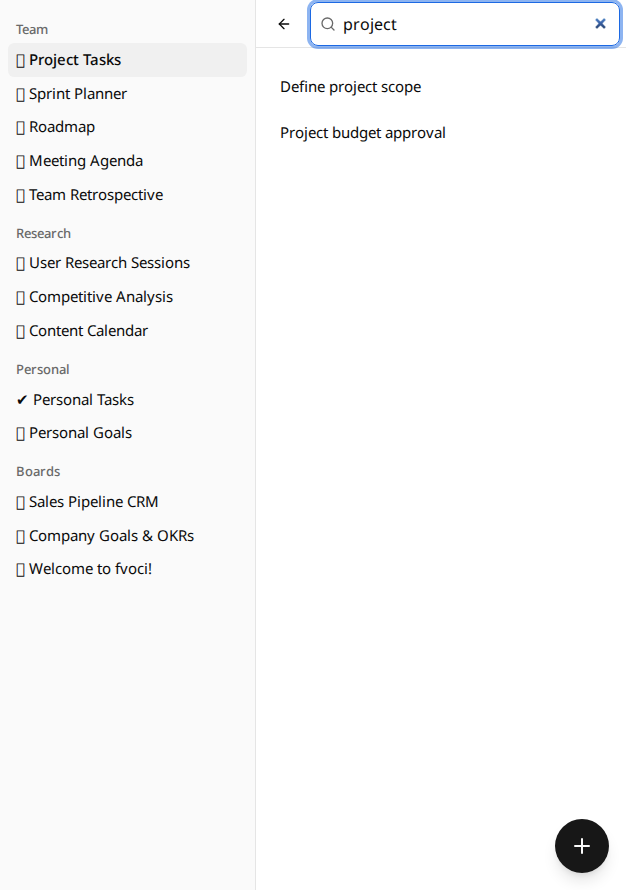 Team
Project Tasks
Sprint Planner
Roadmap
Meeting Agenda
Team Retrospective
Research
User Research Sessions
Competitive Analysis
Content Calendar
Personal
✔ Personal Tasks
Personal Goals
Boards
Sales Pipeline CRM
Company Goals & OKRs
Welcome to fvoci!
project
Define project scope
Project budget approval